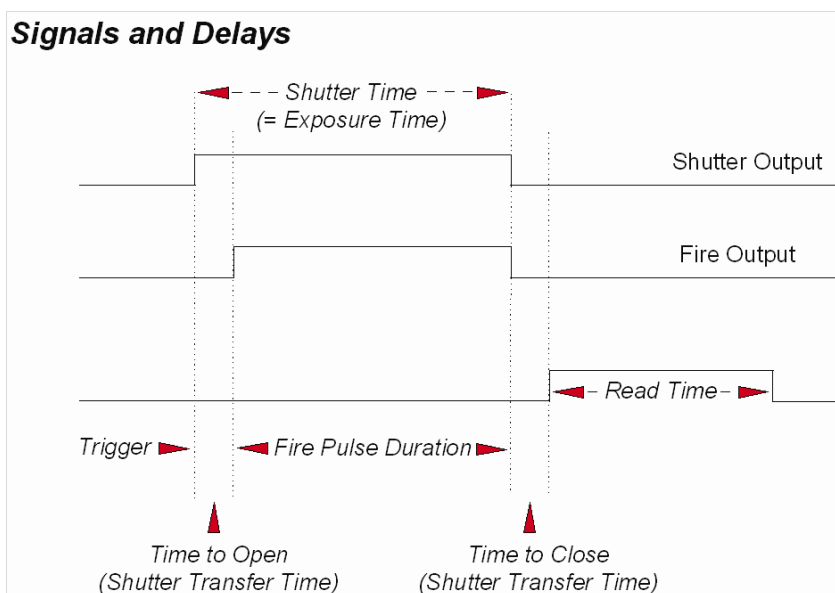 Signals and Delays
Shutter Time
(= Exposure Time)
Shutter Output
Fire Output
Read Time
Trigger
Fire Pulse Duration
Time to Open
(Shutter Transfer Time)
Time to Close
(Shutter Transfer Time)